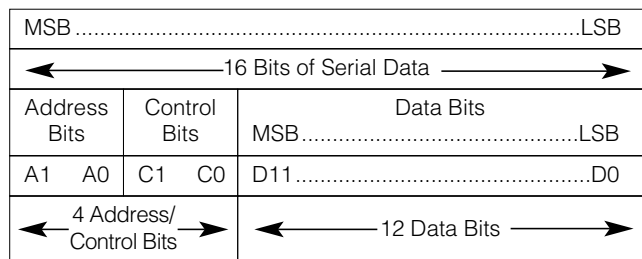 MSB......................................................................................LSB
16 Bits of Serial Data
Address Bits Control Bits Data Bits
MSB................................................LSB
A1 A0 C1 C0 D11....................................................D0
4 Address/ Control Bits 12 Data Bits